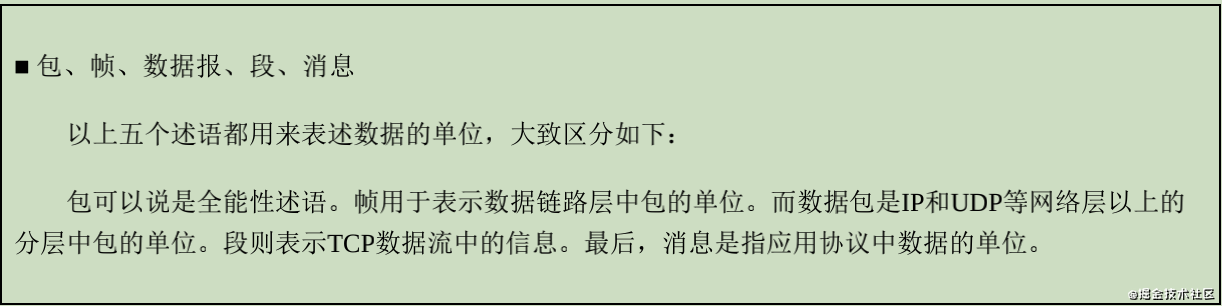 ■ 包、帧、数据报、段、消息
以上五个述语都用来表述数据的单位，大致区分如下：
包可以说是全能性述语。帧用于表示数据链路层中包的单位。而数据包是IP和UDP等网络层以上的
分层中包的单位。段则表示TCP数据流中的信息。最后，消息是指应用协议中数据的单位。
@掘金技术社区